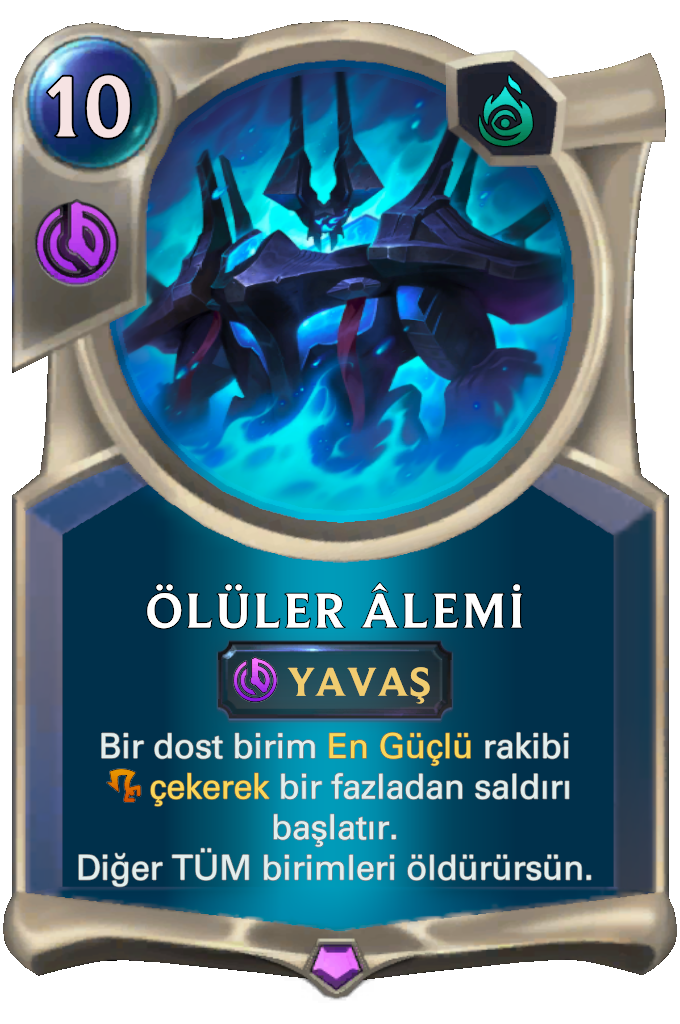 10
ÖLÜLER ÂLEMİ
YAVAŞ
Bir dost birim En Güçlü rakibi
çekerek bir fazladan saldırı
başlatır.
Diğer TÜM birimleri öldürürsün.